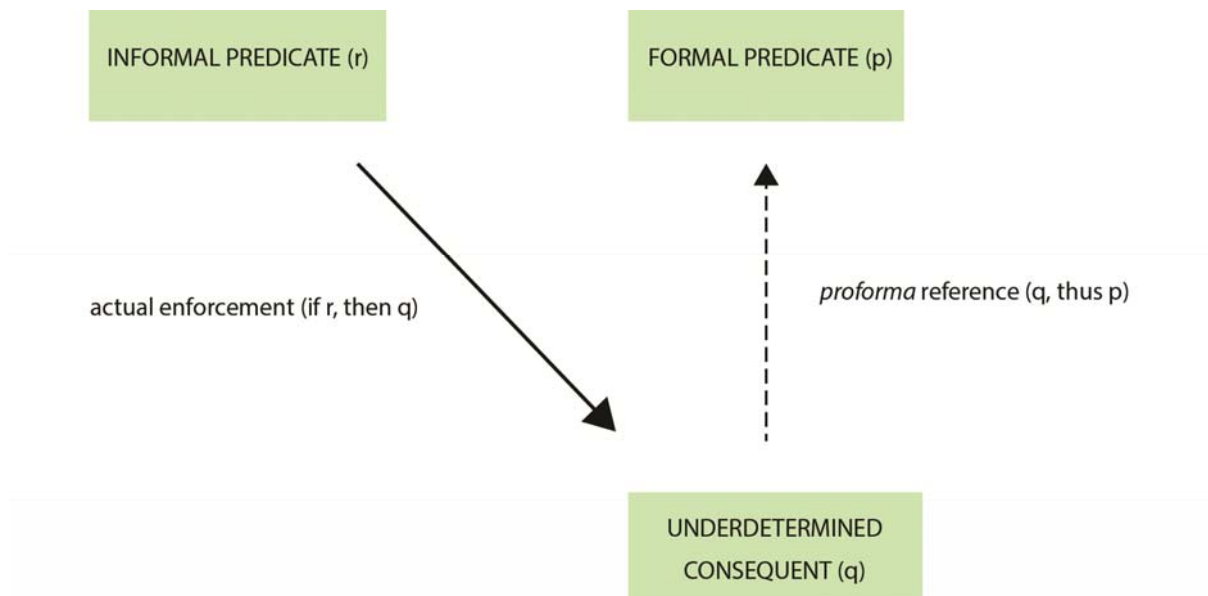 INFORMAL PREDICATE (r)
FORMAL PREDICATE (p)
actual enforcement (if r, then q)
proforma reference (q, thus p)
UNDERDETERMINED
CONSEQUENT (q)